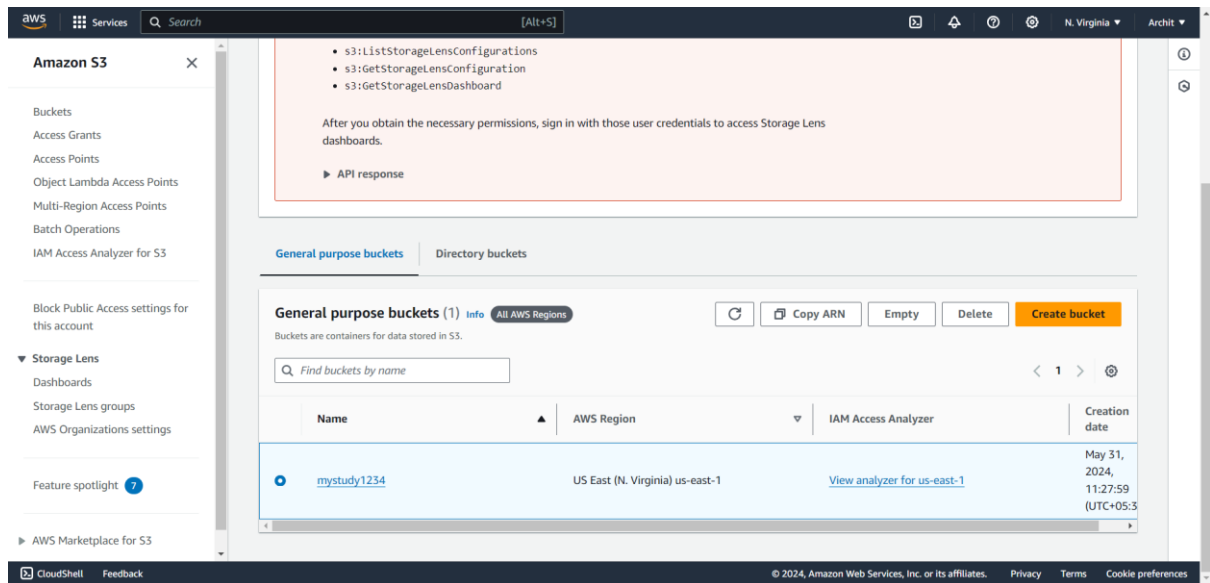 aws
Services
Search
[Alt+S]
N. Virginia ▼
Archit ▼
Amazon S3
Buckets
Access Grants
Access Points
Object Lambda Access Points
Multi-Region Access Points
Batch Operations
IAM Access Analyzer for S3
Block Public Access settings for
this account
▼ Storage Lens
Dashboards
Storage Lens groups
AWS Organizations settings
Feature spotlight 7
▶ AWS Marketplace for S3
• s3:ListStorageLensConfigurations
• s3:GetStorageLensConfiguration
• s3:GetStorageLensDashboard
After you obtain the necessary permissions, sign in with those user credentials to access Storage Lens
dashboards.
▶ API response
General purpose buckets
Directory buckets
General purpose buckets (1) Info All AWS Regions
Buckets are containers for data stored in S3.
Copy ARN
Empty
Delete
Create bucket
Find buckets by name
1
Name
AWS Region
IAM Access Analyzer
Creation
date
mystudy1234
US East (N. Virginia) us-east-1
View analyzer for us-east-1
May 31,
2024,
11:27:59
(UTC+05:3
CloudShell
Feedback
© 2024, Amazon Web Services, Inc. or its affiliates.
Privacy
Terms
Cookie preferences